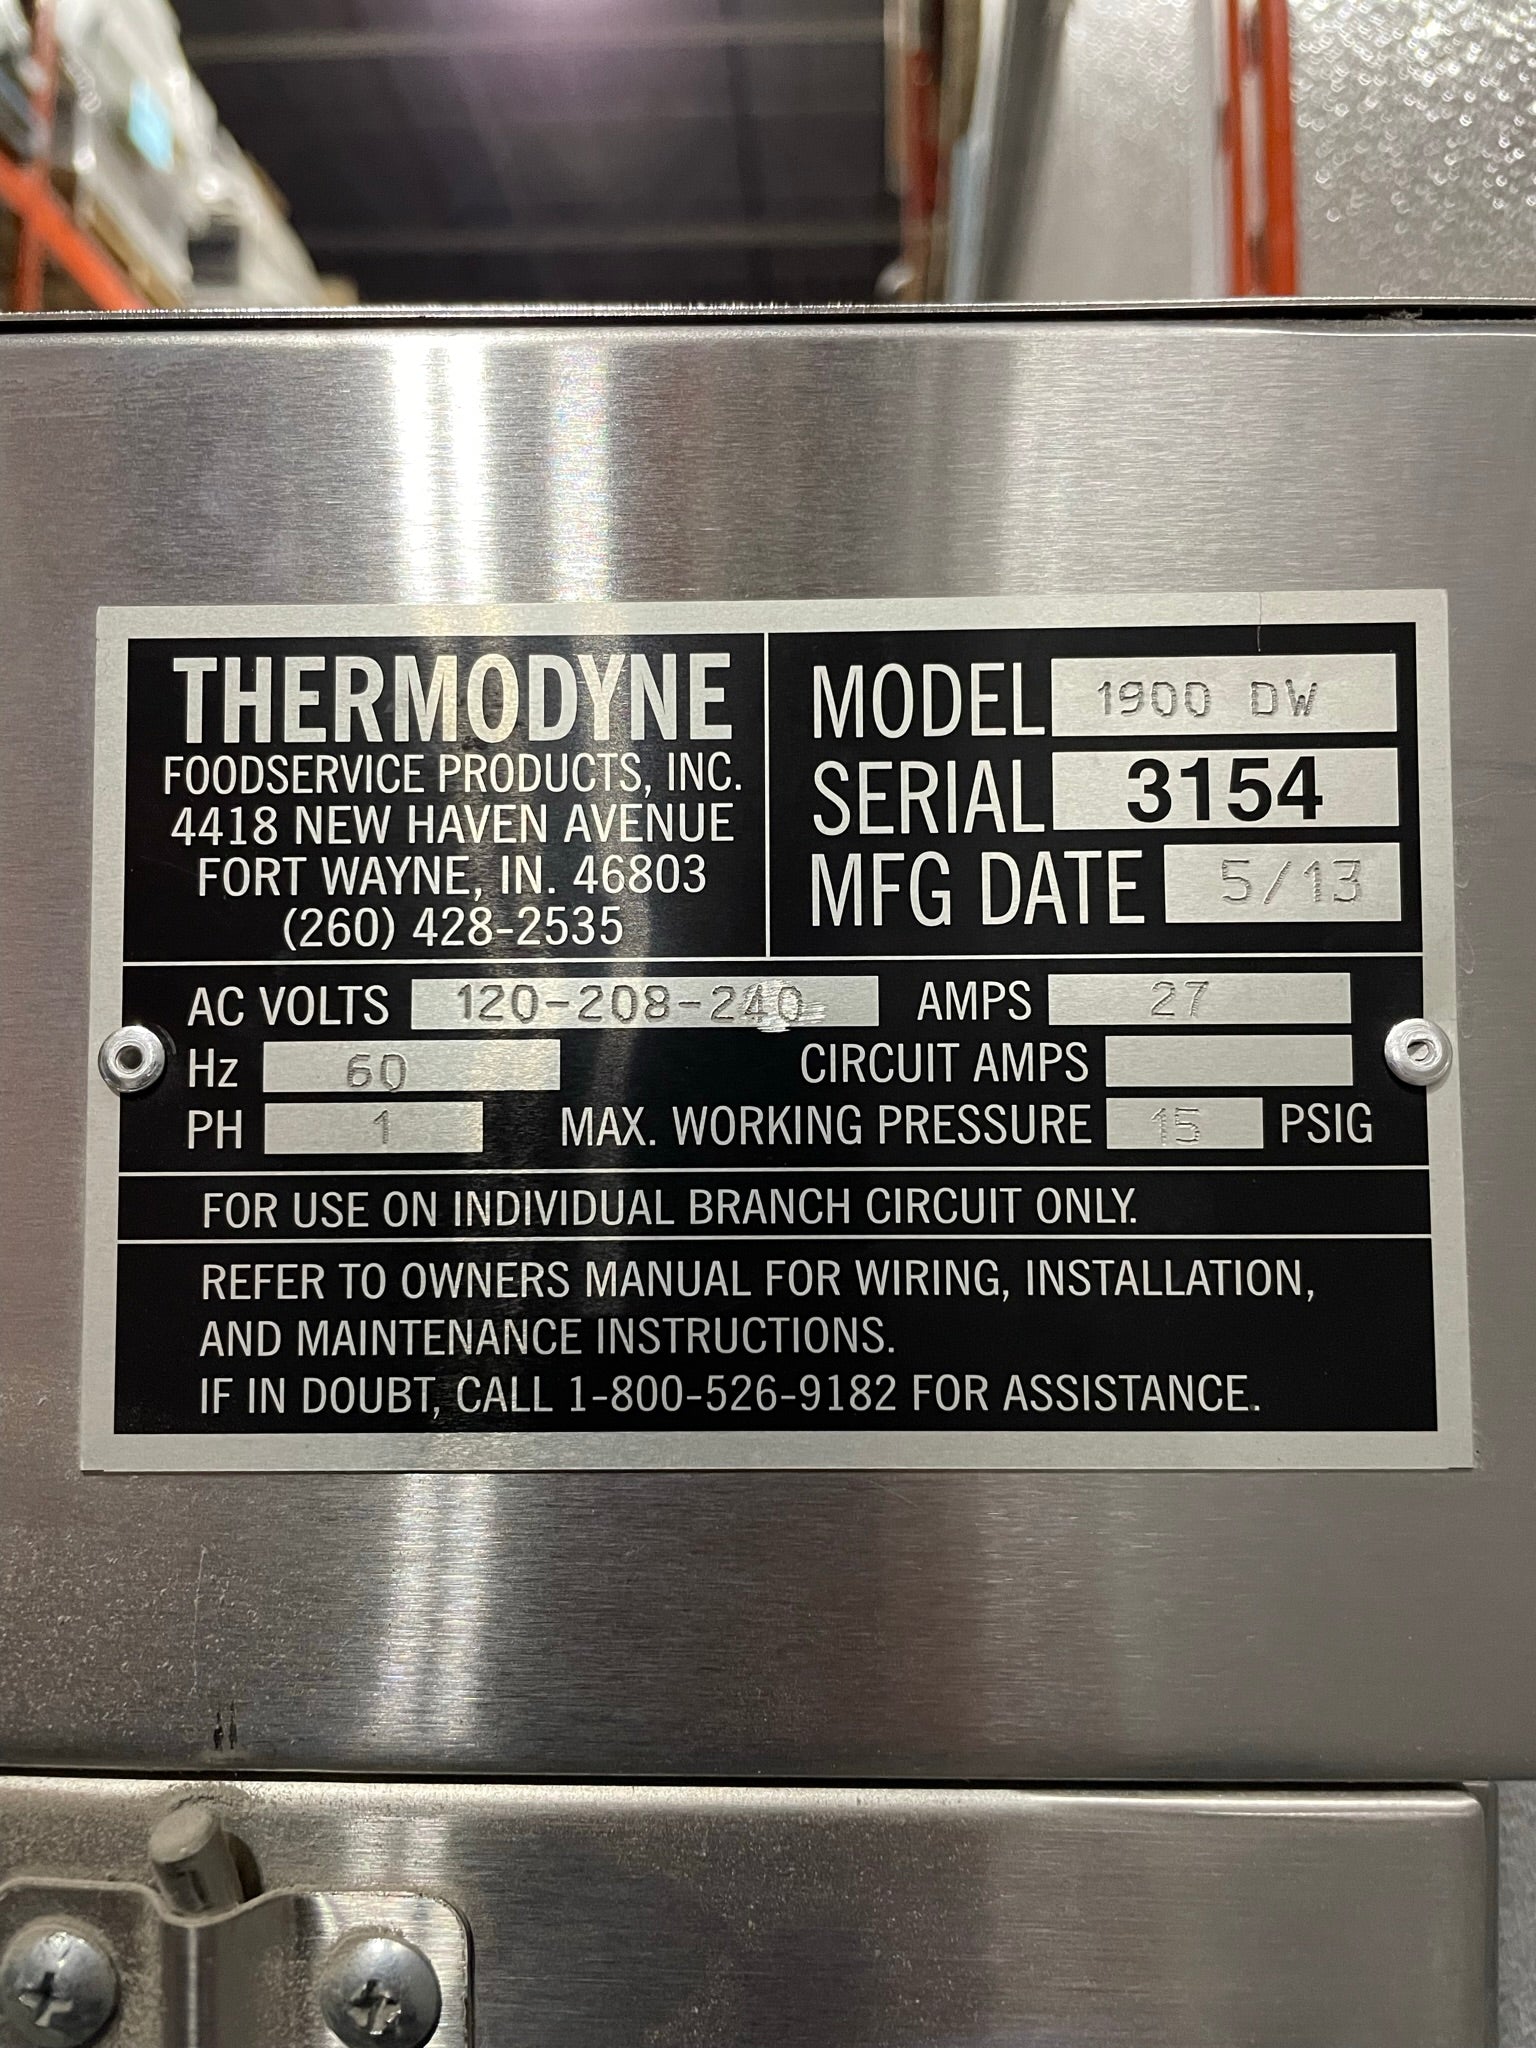 THERMODYNE
FOODSERVICE PRODUCTS, INC.
4418 NEW HAVEN AVENUE
FORT WAYNE, IN. 46803
(260) 428-2535
MODEL 1900 DW
SERIAL 3154
MFG DATE 5/13
AC VOLTS 120-208-240 AMPS 27
Hz 60 CIRCUIT AMPS
PH 1 MAX. WORKING PRESSURE 15 PSIG
FOR USE ON INDIVIDUAL BRANCH CIRCUIT ONLY.
REFER TO OWNERS MANUAL FOR WIRING, INSTALLATION,
AND MAINTENANCE INSTRUCTIONS.
IF IN DOUBT, CALL 1-800-526-9182 FOR ASSISTANCE.